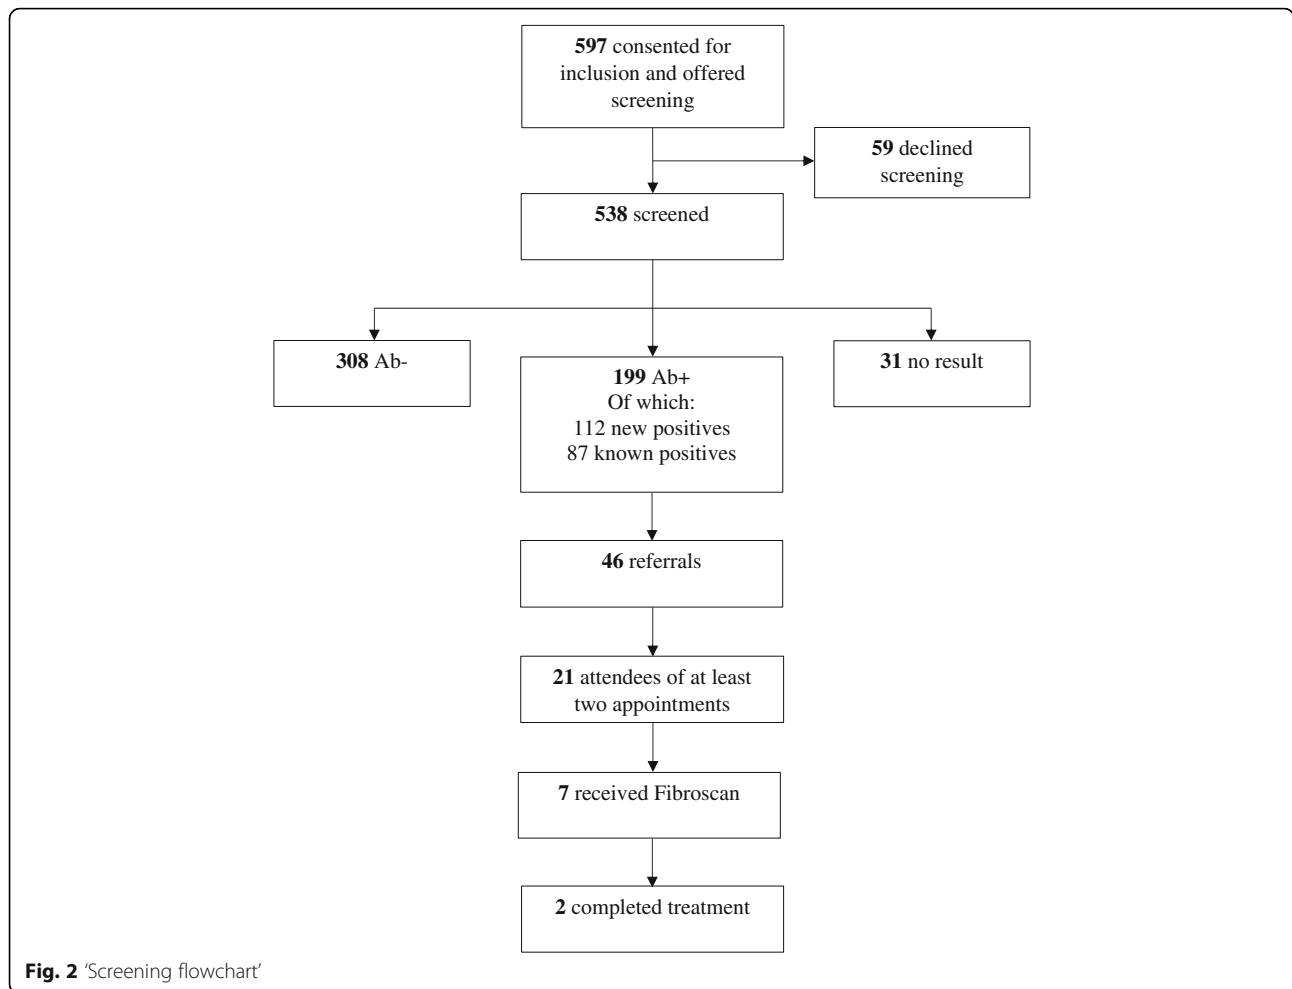 597 consented for
inclusion and offered
screening
59 declined
screening
538 screened
308 Ab-
199 Ab+
Of which:
112 new positives
87 known positives
31 no result
46 referrals
21 attendees of at least
two appointments
7 received Fibroscan
2 completed treatment
Fig. 2 ‘Screening flowchart’